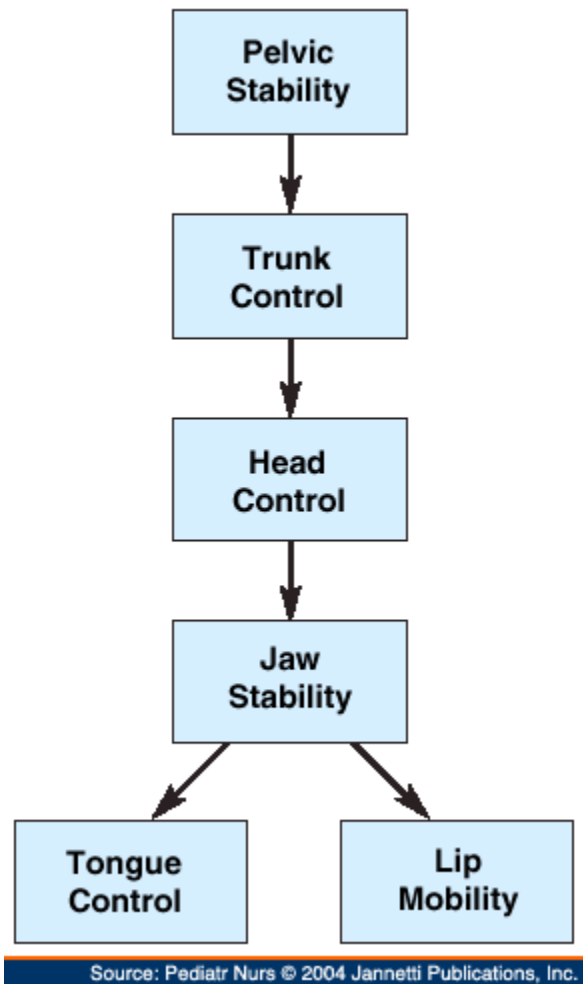 Pelvic
Stability
Trunk
Control
Head
Control
Jaw
Stability
Tongue
Control
Lip
Mobility
Source: Pediatr Nurs © 2004 Jannetti Publications, Inc.